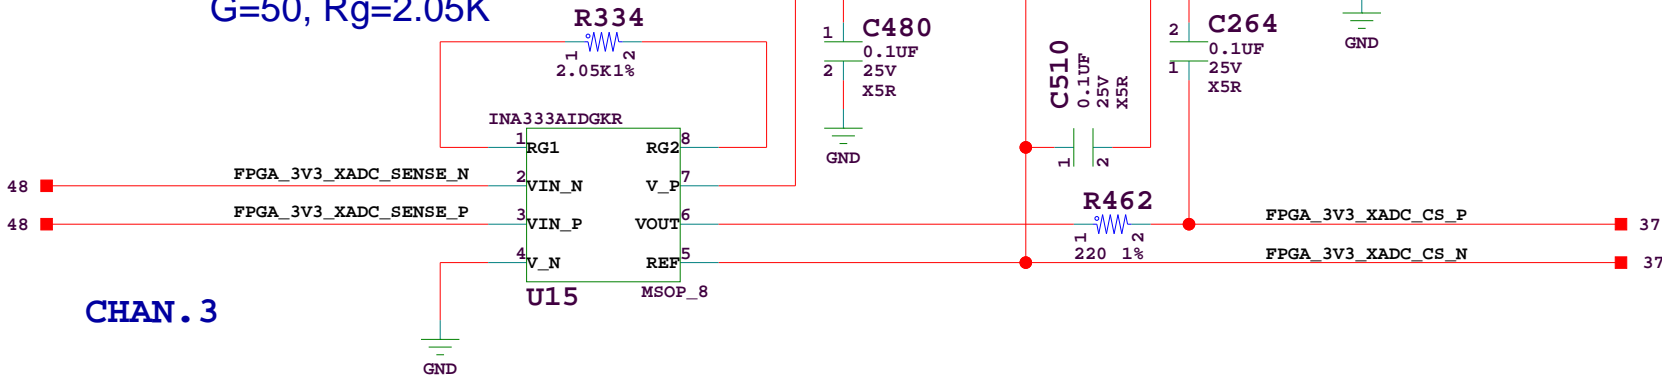 G=50, Rg=2.05K
R334
1 2
2.05K1%
1 C480
0.1UF
2 25V
X5R
GND
C510
0.1UF
25V
X5R
1 2
2 C264
0.1UF
1 25V
X5R
GND
INA333AIDGKR
1 RG1 RG2 8
48 FPGA_3V3_XADC_SENSE_N 2 VIN_N V_P 7
48 FPGA_3V3_XADC_SENSE_P 3 VIN_P VOUT 6
4 V_N REF 5
U15 MSOP_8
R462
1 2
220 1%
FPGA_3V3_XADC_CS_P 37
FPGA_3V3_XADC_CS_N 37
CHAN.3
GND